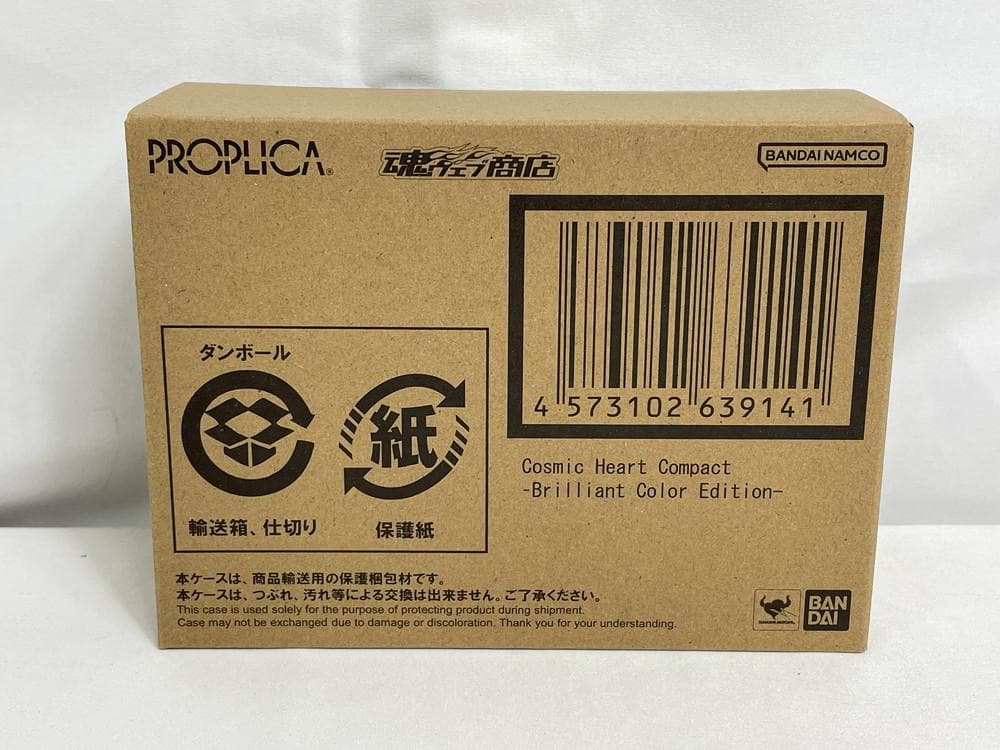 PROPLICA®
魂ウェブ商店
BANDAI NAMCO
4 573102 639141
Cosmic Heart Compact
-Brilliant Color Edition-
ダンボール
紙
輸送箱、仕切り
保護紙
本ケースは、商品輸送用の保護梱包材です。
本ケースは、つぶれ、汚れ等による交換は出来ません。ご了承ください。
This case is used solely for the purpose of protecting product during shipment.
Case may not be exchanged due to damage or discoloration. Thank you for your understanding.
BAN
DAI